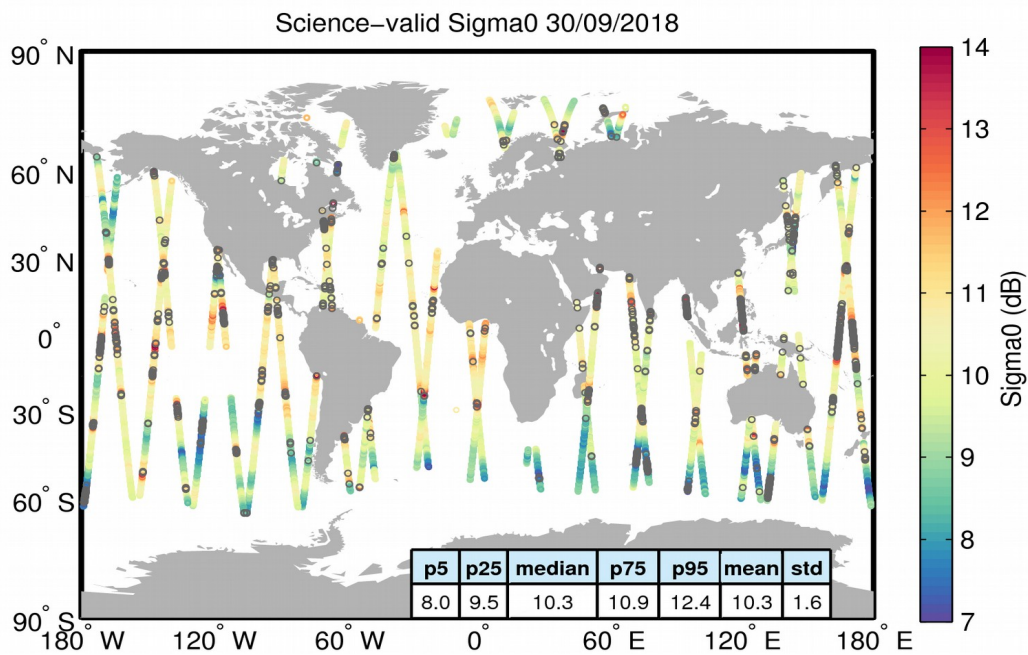 Science−valid Sigma0 30/09/2018
90° N
60° N
30° N
0°
30° S
60° S
90° S
180° W
120° W
60° W
0°
60° E
120° E
180° E
p5 p25 median p75 p95 mean std
8.0 9.5 10.3 10.9 12.4 10.3 1.6
14
13
12
11
10
9
8
7
Sigma0 (dB)